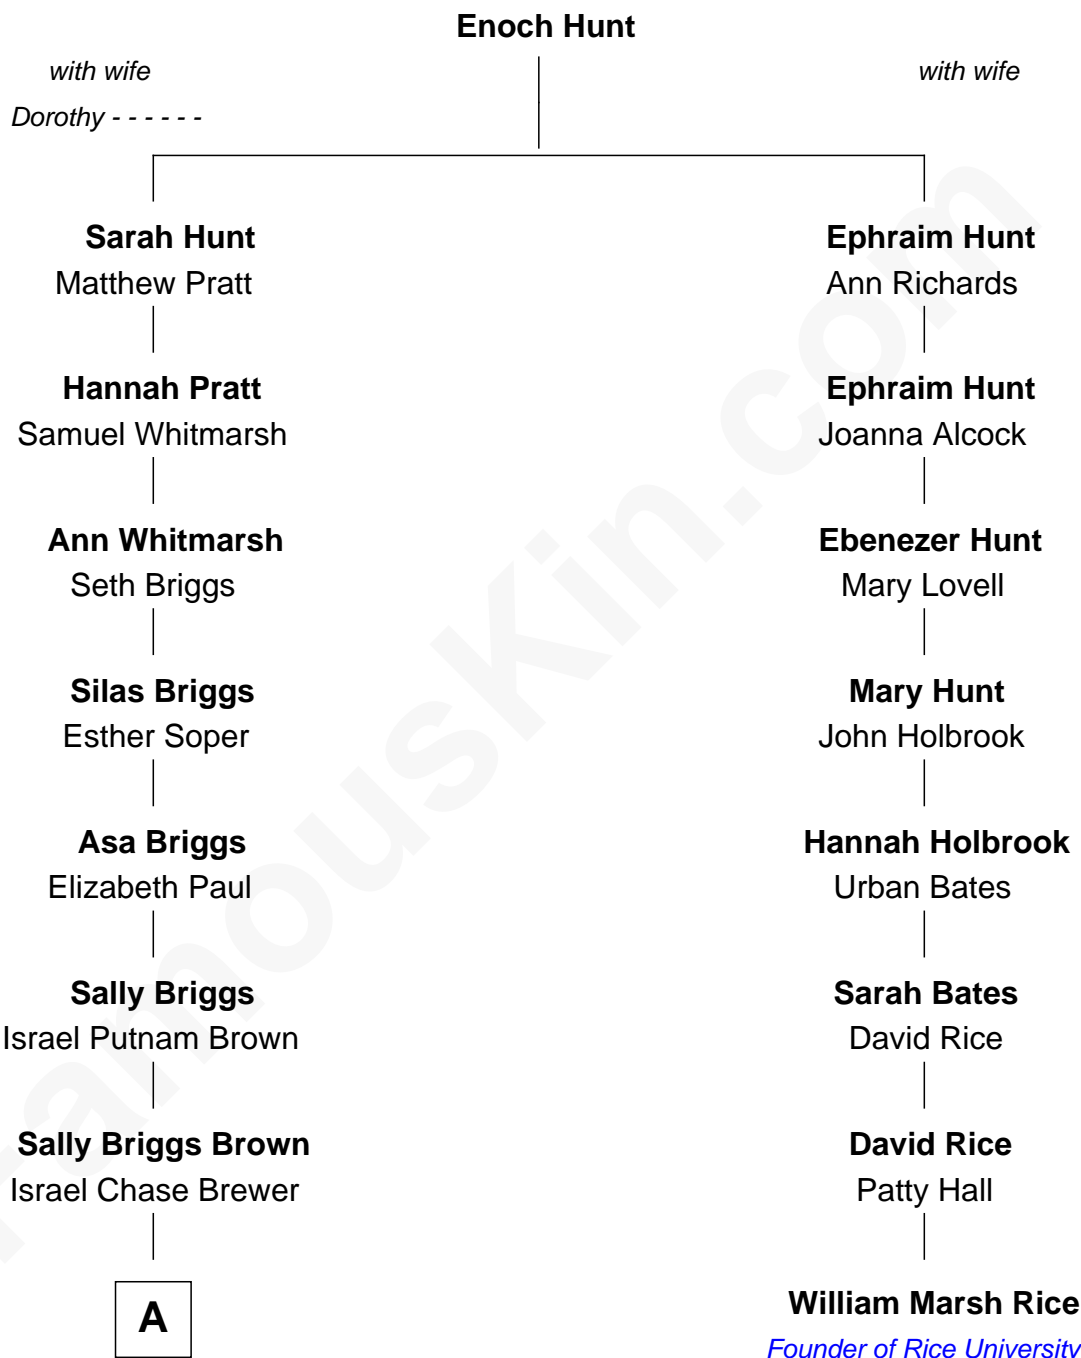 Enoch Hunt
with wife
with wife
Dorothy - - - - - -
Sarah Hunt
Ephraim Hunt
Matthew Pratt
Ann Richards
Hannah Pratt
Ephraim Hunt
Samuel Whitmarsh
Joanna Alcock
Ann Whitmarsh
Ebenezer Hunt
Seth Briggs
Mary Lovell
Silas Briggs
Mary Hunt
Esther Soper
John Holbrook
Asa Briggs
Hannah Holbrook
Elizabeth Paul
Urban Bates
Sally Briggs
Sarah Bates
Israel Putnam Brown
David Rice
Sally Briggs Brown
David Rice
Israel Chase Brewer
Patty Hall
A
William Marsh Rice
Founder of Rice University
FamousKin.com